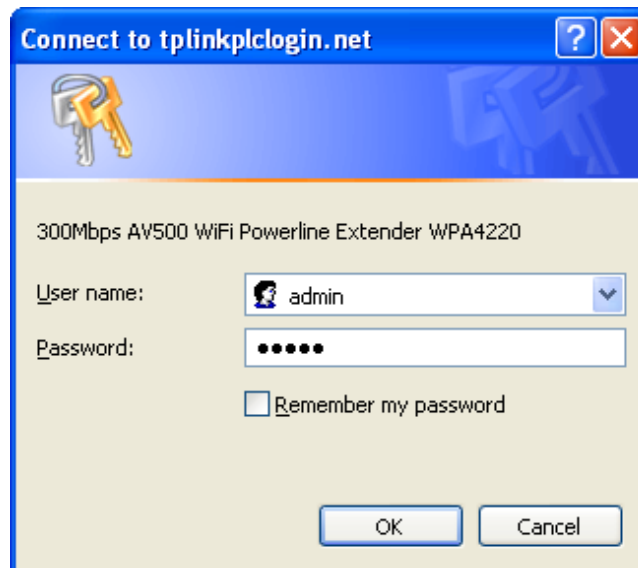 Connect to tplinkplclogin.net
300Mbps AV500 WiFi Powerline Extender WPA4220
User name:
admin
Password:
•••••
Remember my password
OK
Cancel